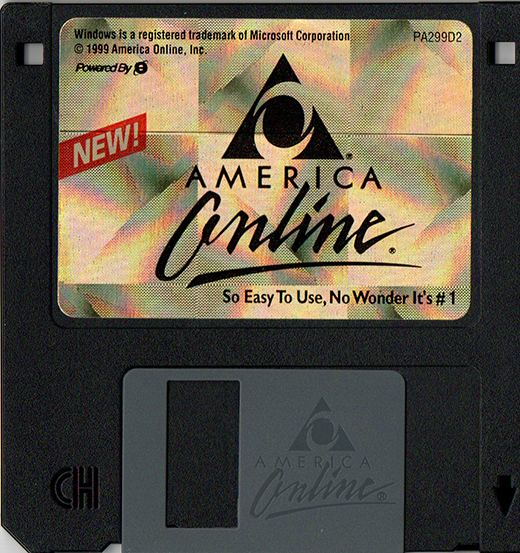 Windows is a registered trademark of Microsoft Corporation
© 1999 America Online, Inc.
PA299D2
Powered By
NEW!
AMERICA
Online®
So Easy To Use, No Wonder It's # 1
AMERICA
Online®
CH